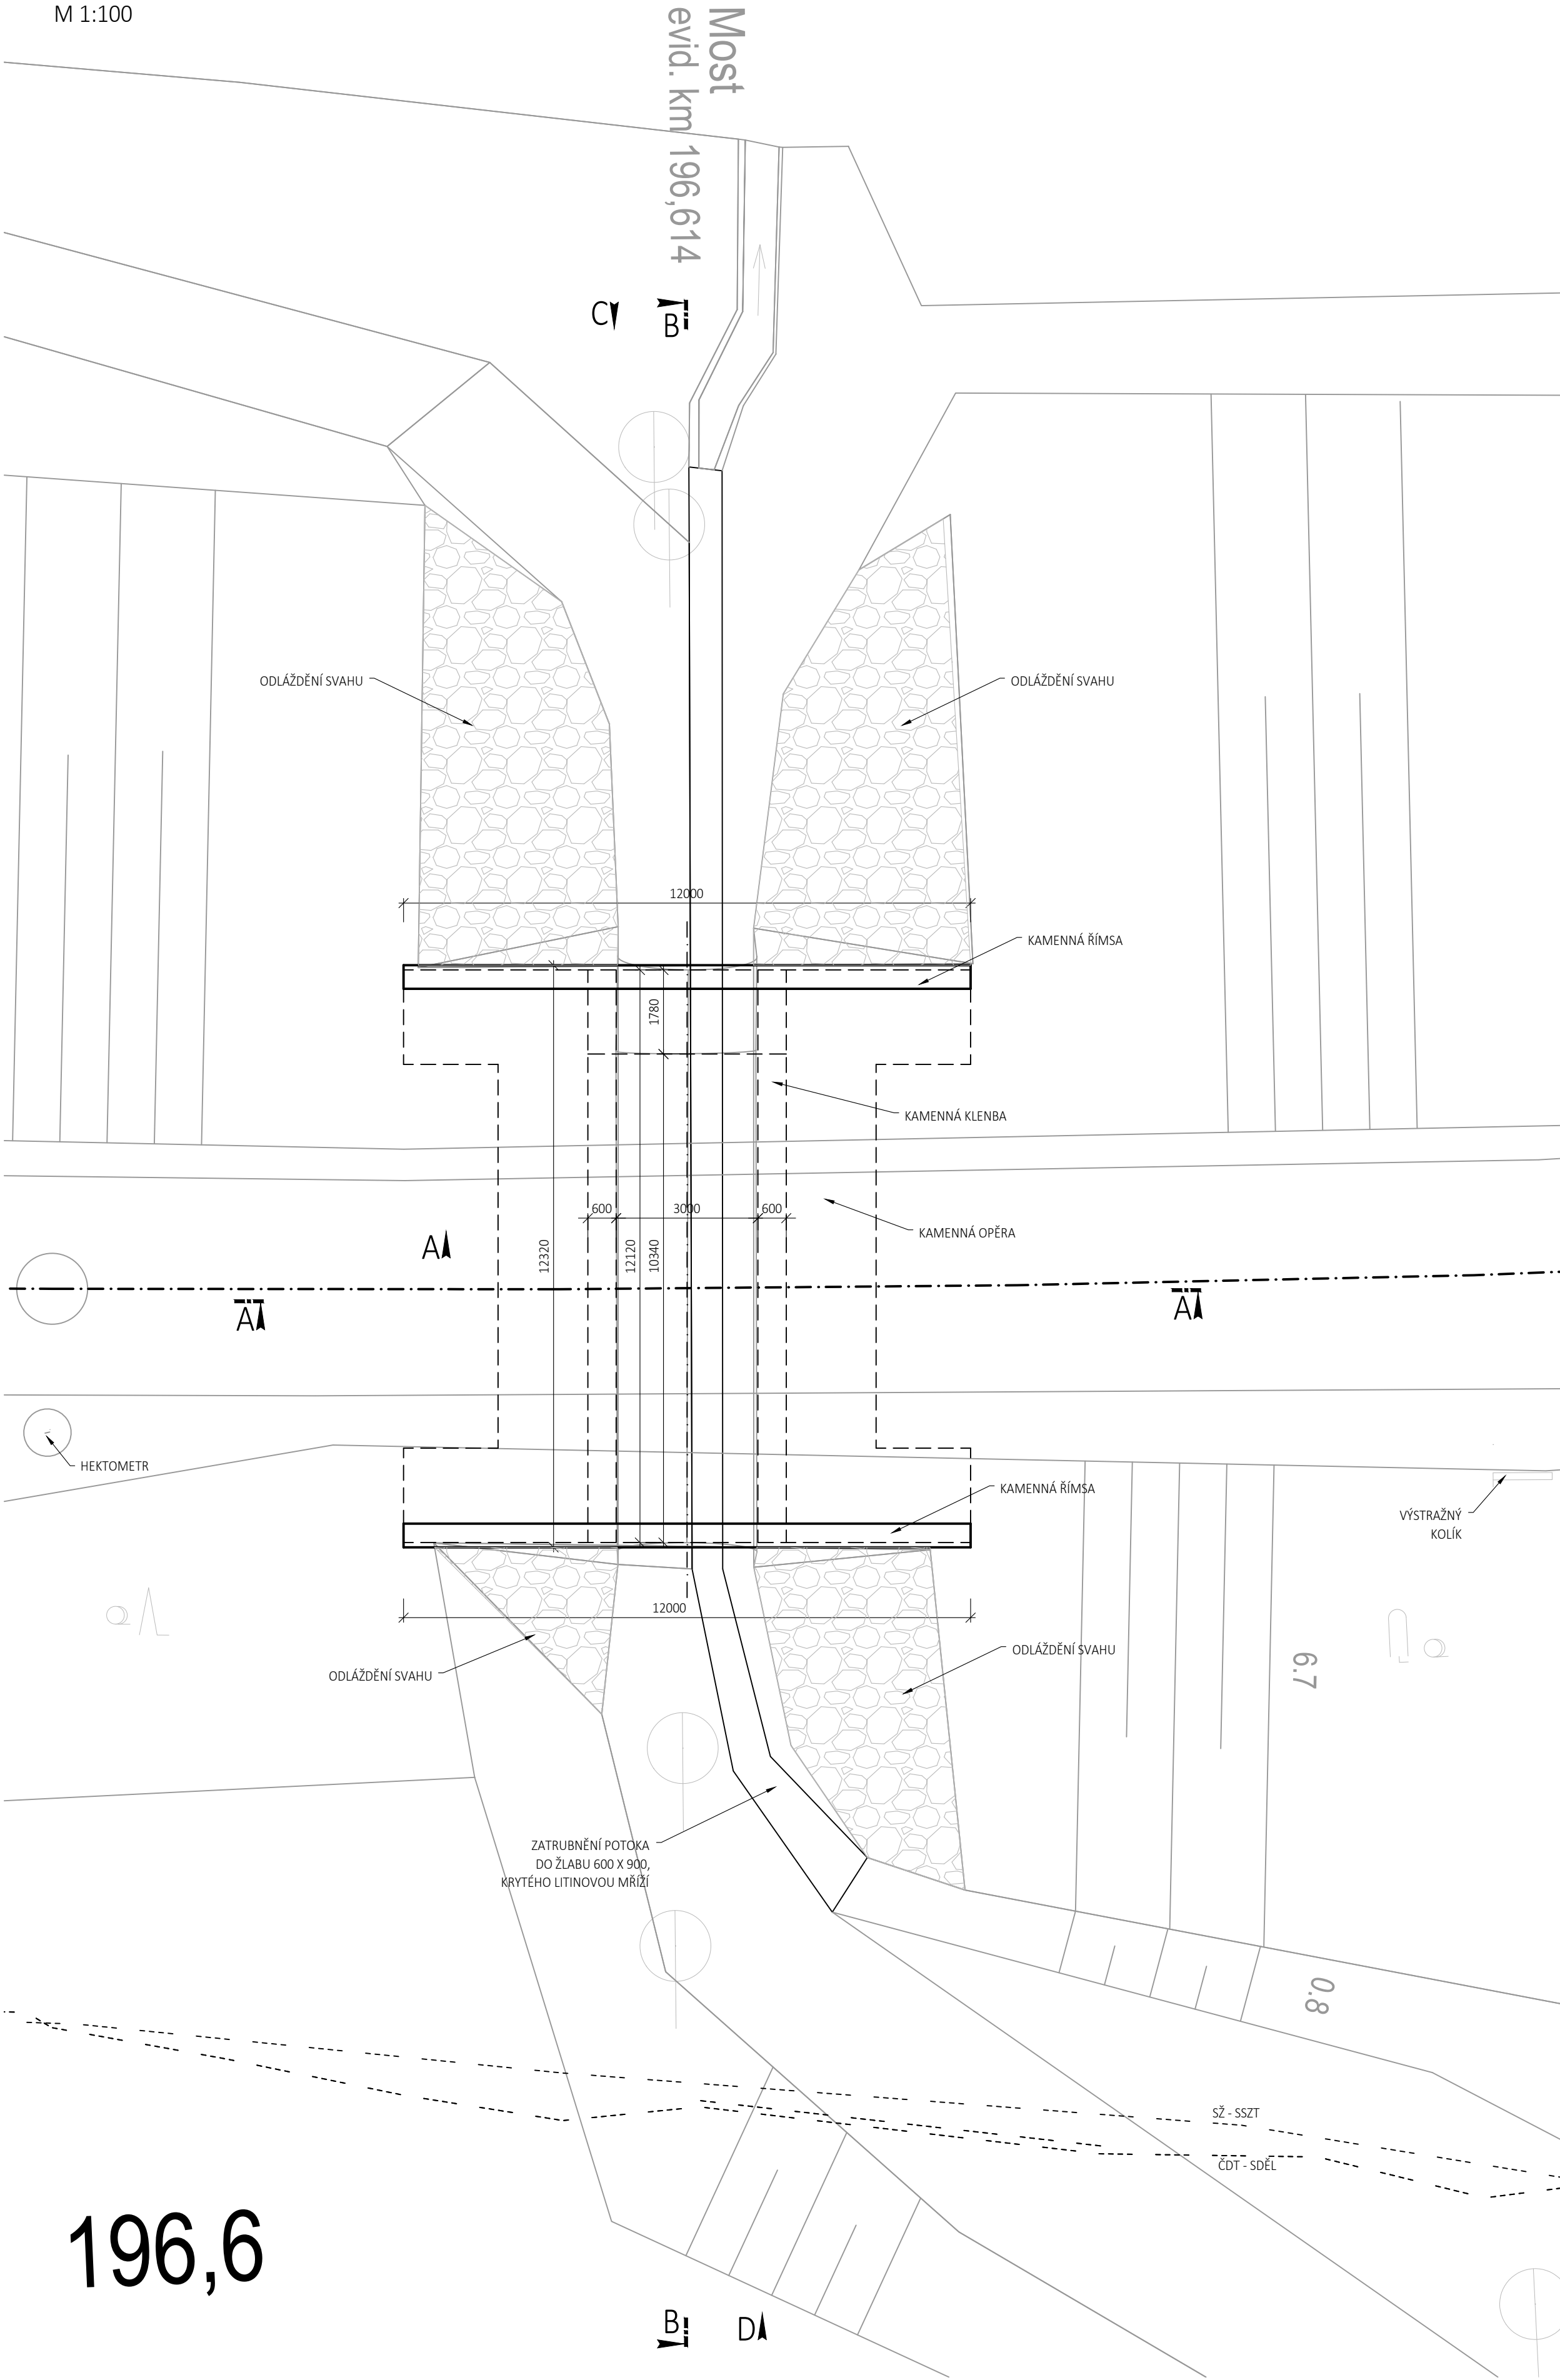 M 1:100
Most
evid. km 196,614
C
B
ODLÁŽDĚNÍ SVAHU
ODLÁŽDĚNÍ SVAHU
12000
KAMENNÁ ŘÍMSA
1780
KAMENNÁ KLENBA
600
3000
600
KAMENNÁ OPĚRA
A
12320
12120
10340
A
A
HEKTOMETR
KAMENNÁ ŘÍMSA
VÝSTRAŽNÝ
KOLÍK
12000
ODLÁŽDĚNÍ SVAHU
ODLÁŽDĚNÍ SVAHU
6.7
ZATRUBNĚNÍ POTOKA
DO ŽLABU 600 X 900,
KRYTÉHO LITINOVOU MŘÍŽÍ
0.8
SŽ - SSZT
ČDT - SDĚL
196,6
B
D